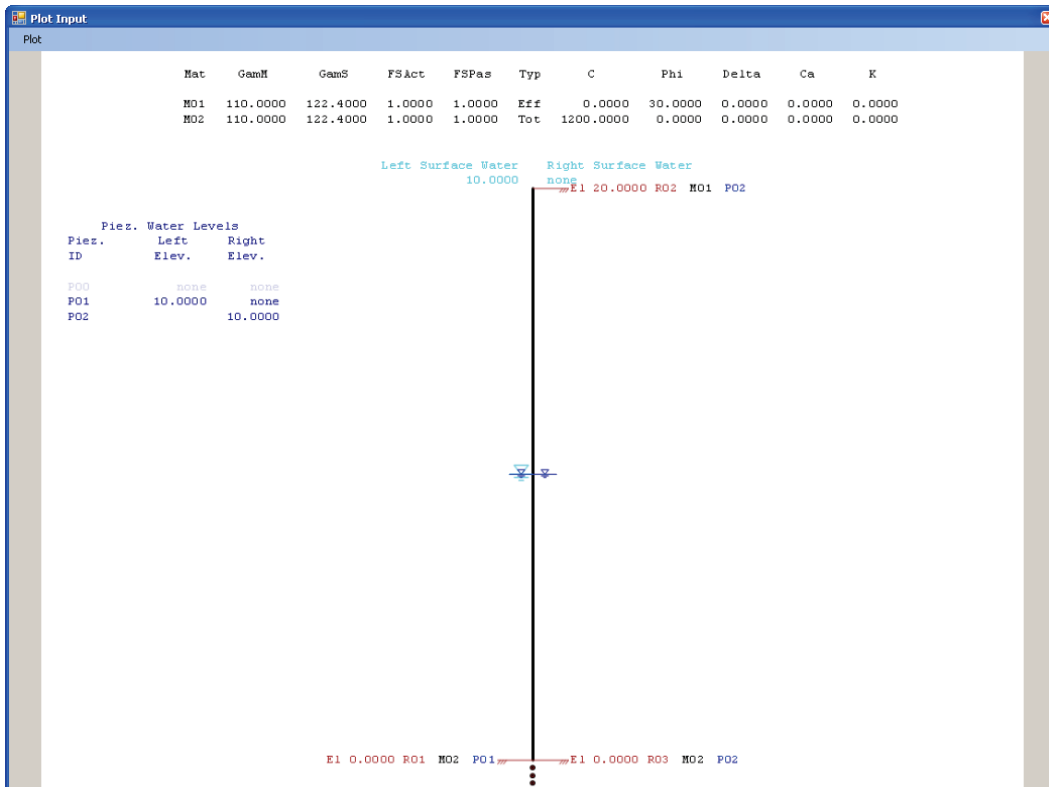 Plot Input
Plot
Mat GamM GamS FSAct FSPas Typ C Phi Delta Ca K
M01 110.0000 122.4000 1.0000 1.0000 Eff 0.0000 30.0000 0.0000 0.0000 0.0000
M02 110.0000 122.4000 1.0000 1.0000 Tot 1200.0000 0.0000 0.0000 0.0000 0.0000
Left Surface Water Right Surface Water
10.0000 none
El 20.0000 R02 M01 P02
Piez. Water Levels
Piez. Left Right
ID Elev. Elev.
P00 none none
P01 10.0000 none
P02 10.0000
El 0.0000 R01 M02 P01 El 0.0000 R03 M02 P02